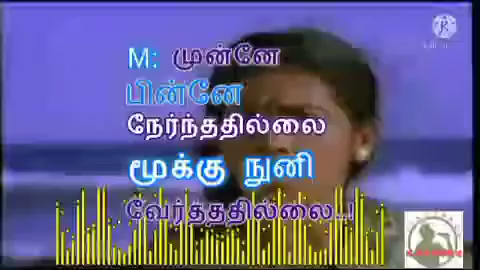 M: முன்னே
பின்னே
நேர்ந்ததில்லை
மூக்கு நுனி
வேர்த்ததில்லை...!